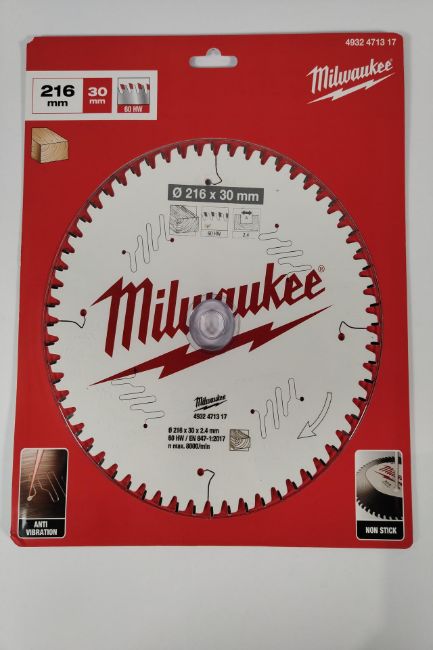 4932 4713 17
Milwaukee®
216
mm
30
mm
60 HW
Ø 216 x 30 mm
60 HW
2.4
Milwaukee®
Milwaukee
4932 4713 17
Ø 216 x 30 x 2.4 mm
60 HW / EN 847-1:2017
n max. 8000/min
ANTI
VIBRATION
NON STICK